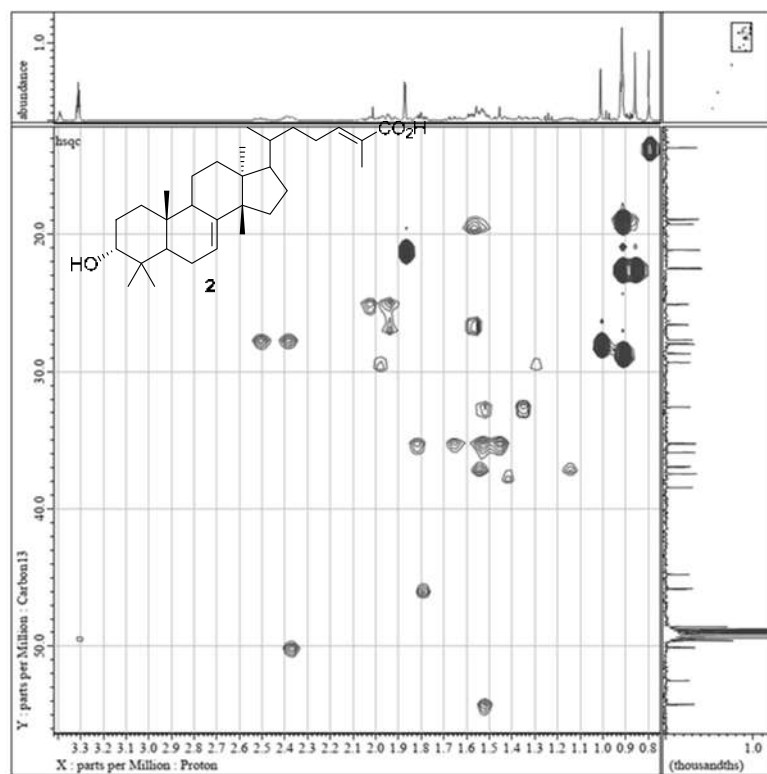 abundance
1.0
hsqc
CO₂H
HO
2
20.0
30.0
40.0
50.0
Y : parts per Million : Carbon13
3.3 3.2 3.1 3.0 2.9 2.8 2.7 2.6 2.5 2.4 2.3 2.2 2.1 2.0 1.9 1.8 1.7 1.6 1.5 1.4 1.3 1.2 1.1 1.0 0.9 0.8
X : parts per Million : Proton
1.0
(thousandths)